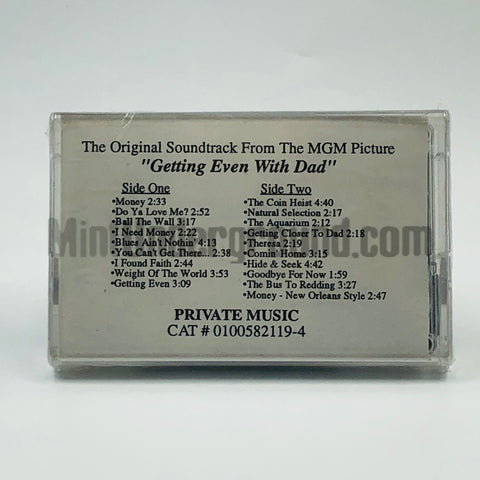 The Original Soundtrack From The MGM Picture
"Getting Even With Dad"
Side One
•Money 2:33
•Do Ya Love Me? 2:52
•Ball The Wall 3:17
•I Need Money 2:22
•Blues Ain't Nothin' 4:13
•You Can't Get There... 2:38
•I Found Faith 2:44
•Weight Of The World 3:53
•Getting Even 3:09
Side Two
•The Coin Heist 4:40
•Natural Selection 2:17
•The Aquarium 2:12
•Getting Closer To Dad 2:18
•Theresa 2:19
•Comin' Home 3:15
•Hide & Seek 4:42
•Goodbye For Now 1:59
•The Bus To Redding 3:27
•Money - New Orleans Style 2:47
PRIVATE MUSIC
CAT # 0100582119-4